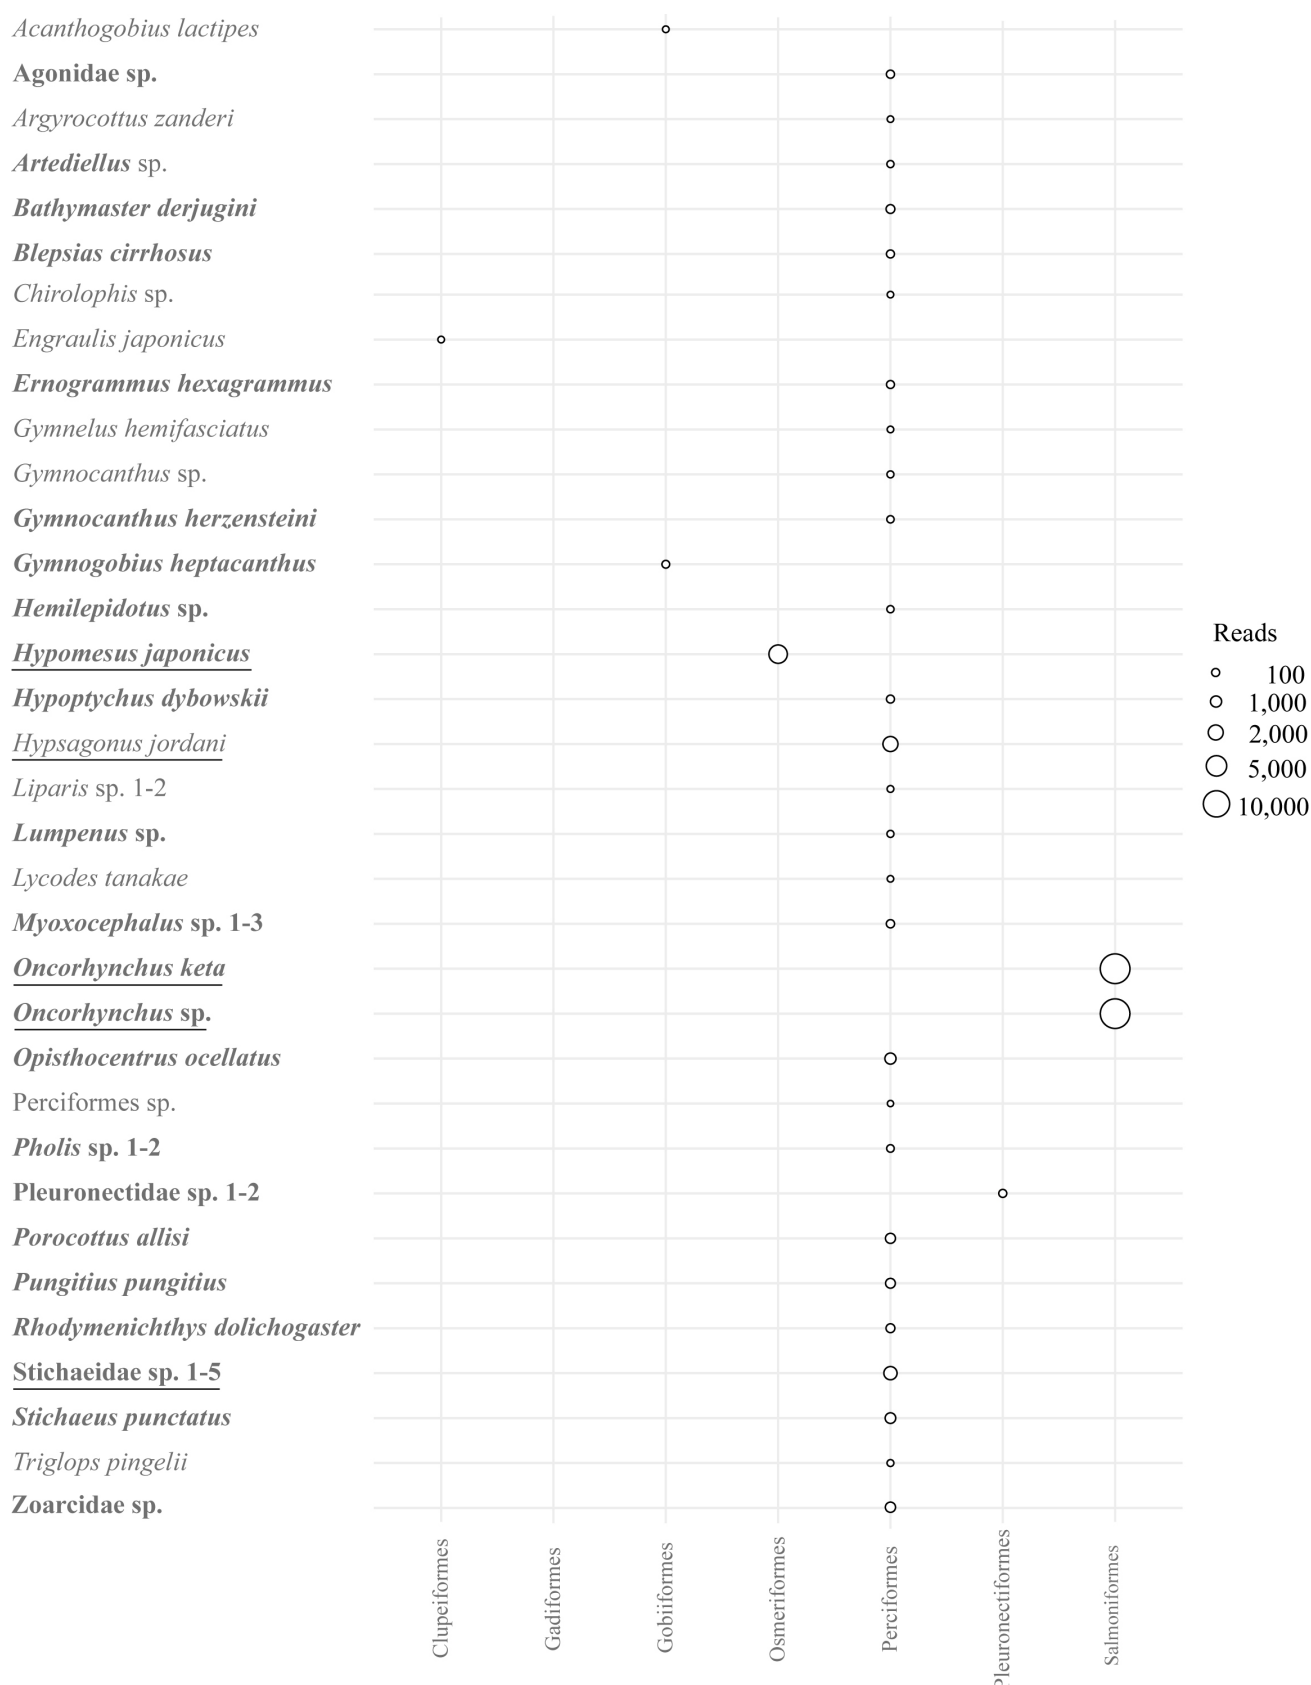 Acanthogobius lactipes
Agonidae sp.
Argyrocottus zanderi
Artediellus sp.
Bathymaster derjugini
Blepsias cirrhosus
Chirolophis sp.
Engraulis japonicus
Ernogrammus hexagrammus
Gymnelus hemifasciatus
Gymnocanthus sp.
Gymnocanthus herzensteini
Gymnogobius heptacanthus
Hemilepidotus sp.
Hypomesus japonicus
Hypoptychus dybowskii
Hypsagonus jordani
Liparis sp. 1-2
Lumpenus sp.
Lycodes tanakae
Myoxocephalus sp. 1-3
Oncorhynchus keta
Oncorhynchus sp.
Opisthocentrus ocellatus
Perciformes sp.
Pholis sp. 1-2
Pleuronectidae sp. 1-2
Porocottus allisi
Pungitius pungitius
Rhodymenichthys dolichogaster
Stichaeidae sp. 1-5
Stichaeus punctatus
Triglops pingelii
Zoarcidae sp.
Clupeiformes
Gadiformes
Gobiiformes
Osmeriformes
Perciformes
Pleuronectiformes
Salmoniformes
Reads
100
1,000
2,000
5,000
10,000